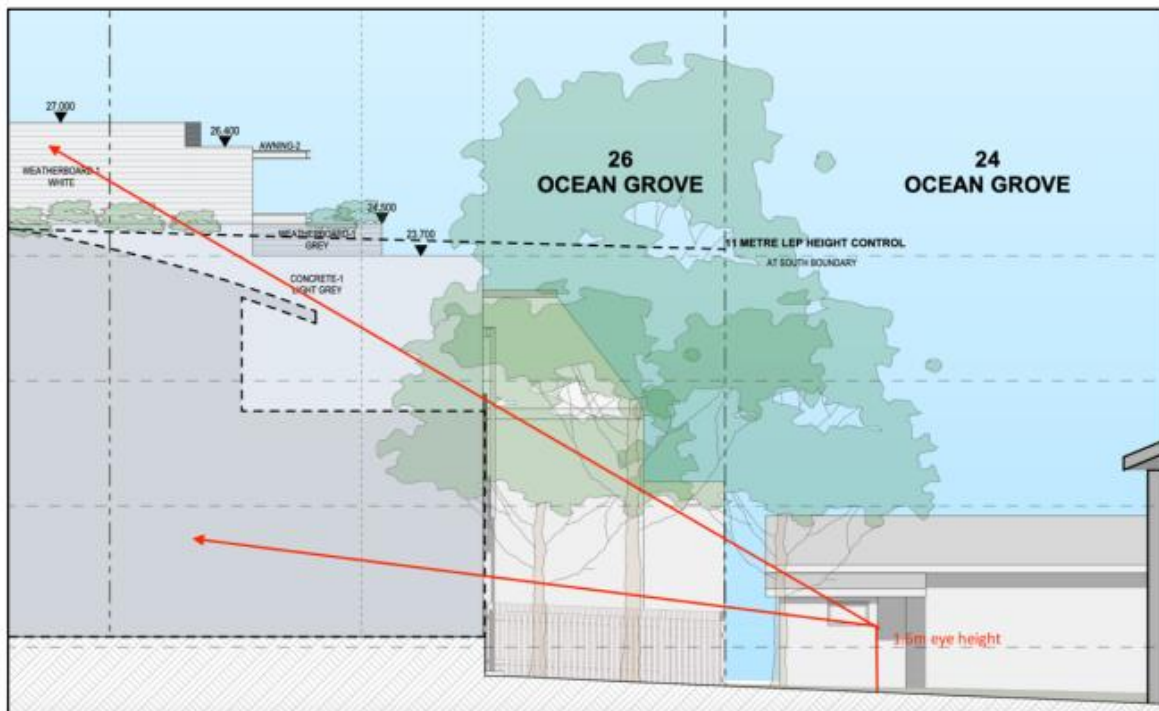 27,000
26,400
AWNING-2
WEATHERBOARD-1
WHITE
24,500
WEATHERBOARD-1
GREY
23,700
CONCRETE-1
LIGHT GREY
26
OCEAN GROVE
24
OCEAN GROVE
11 METRE LEP HEIGHT CONTROL
AT SOUTH BOUNDARY
eye height